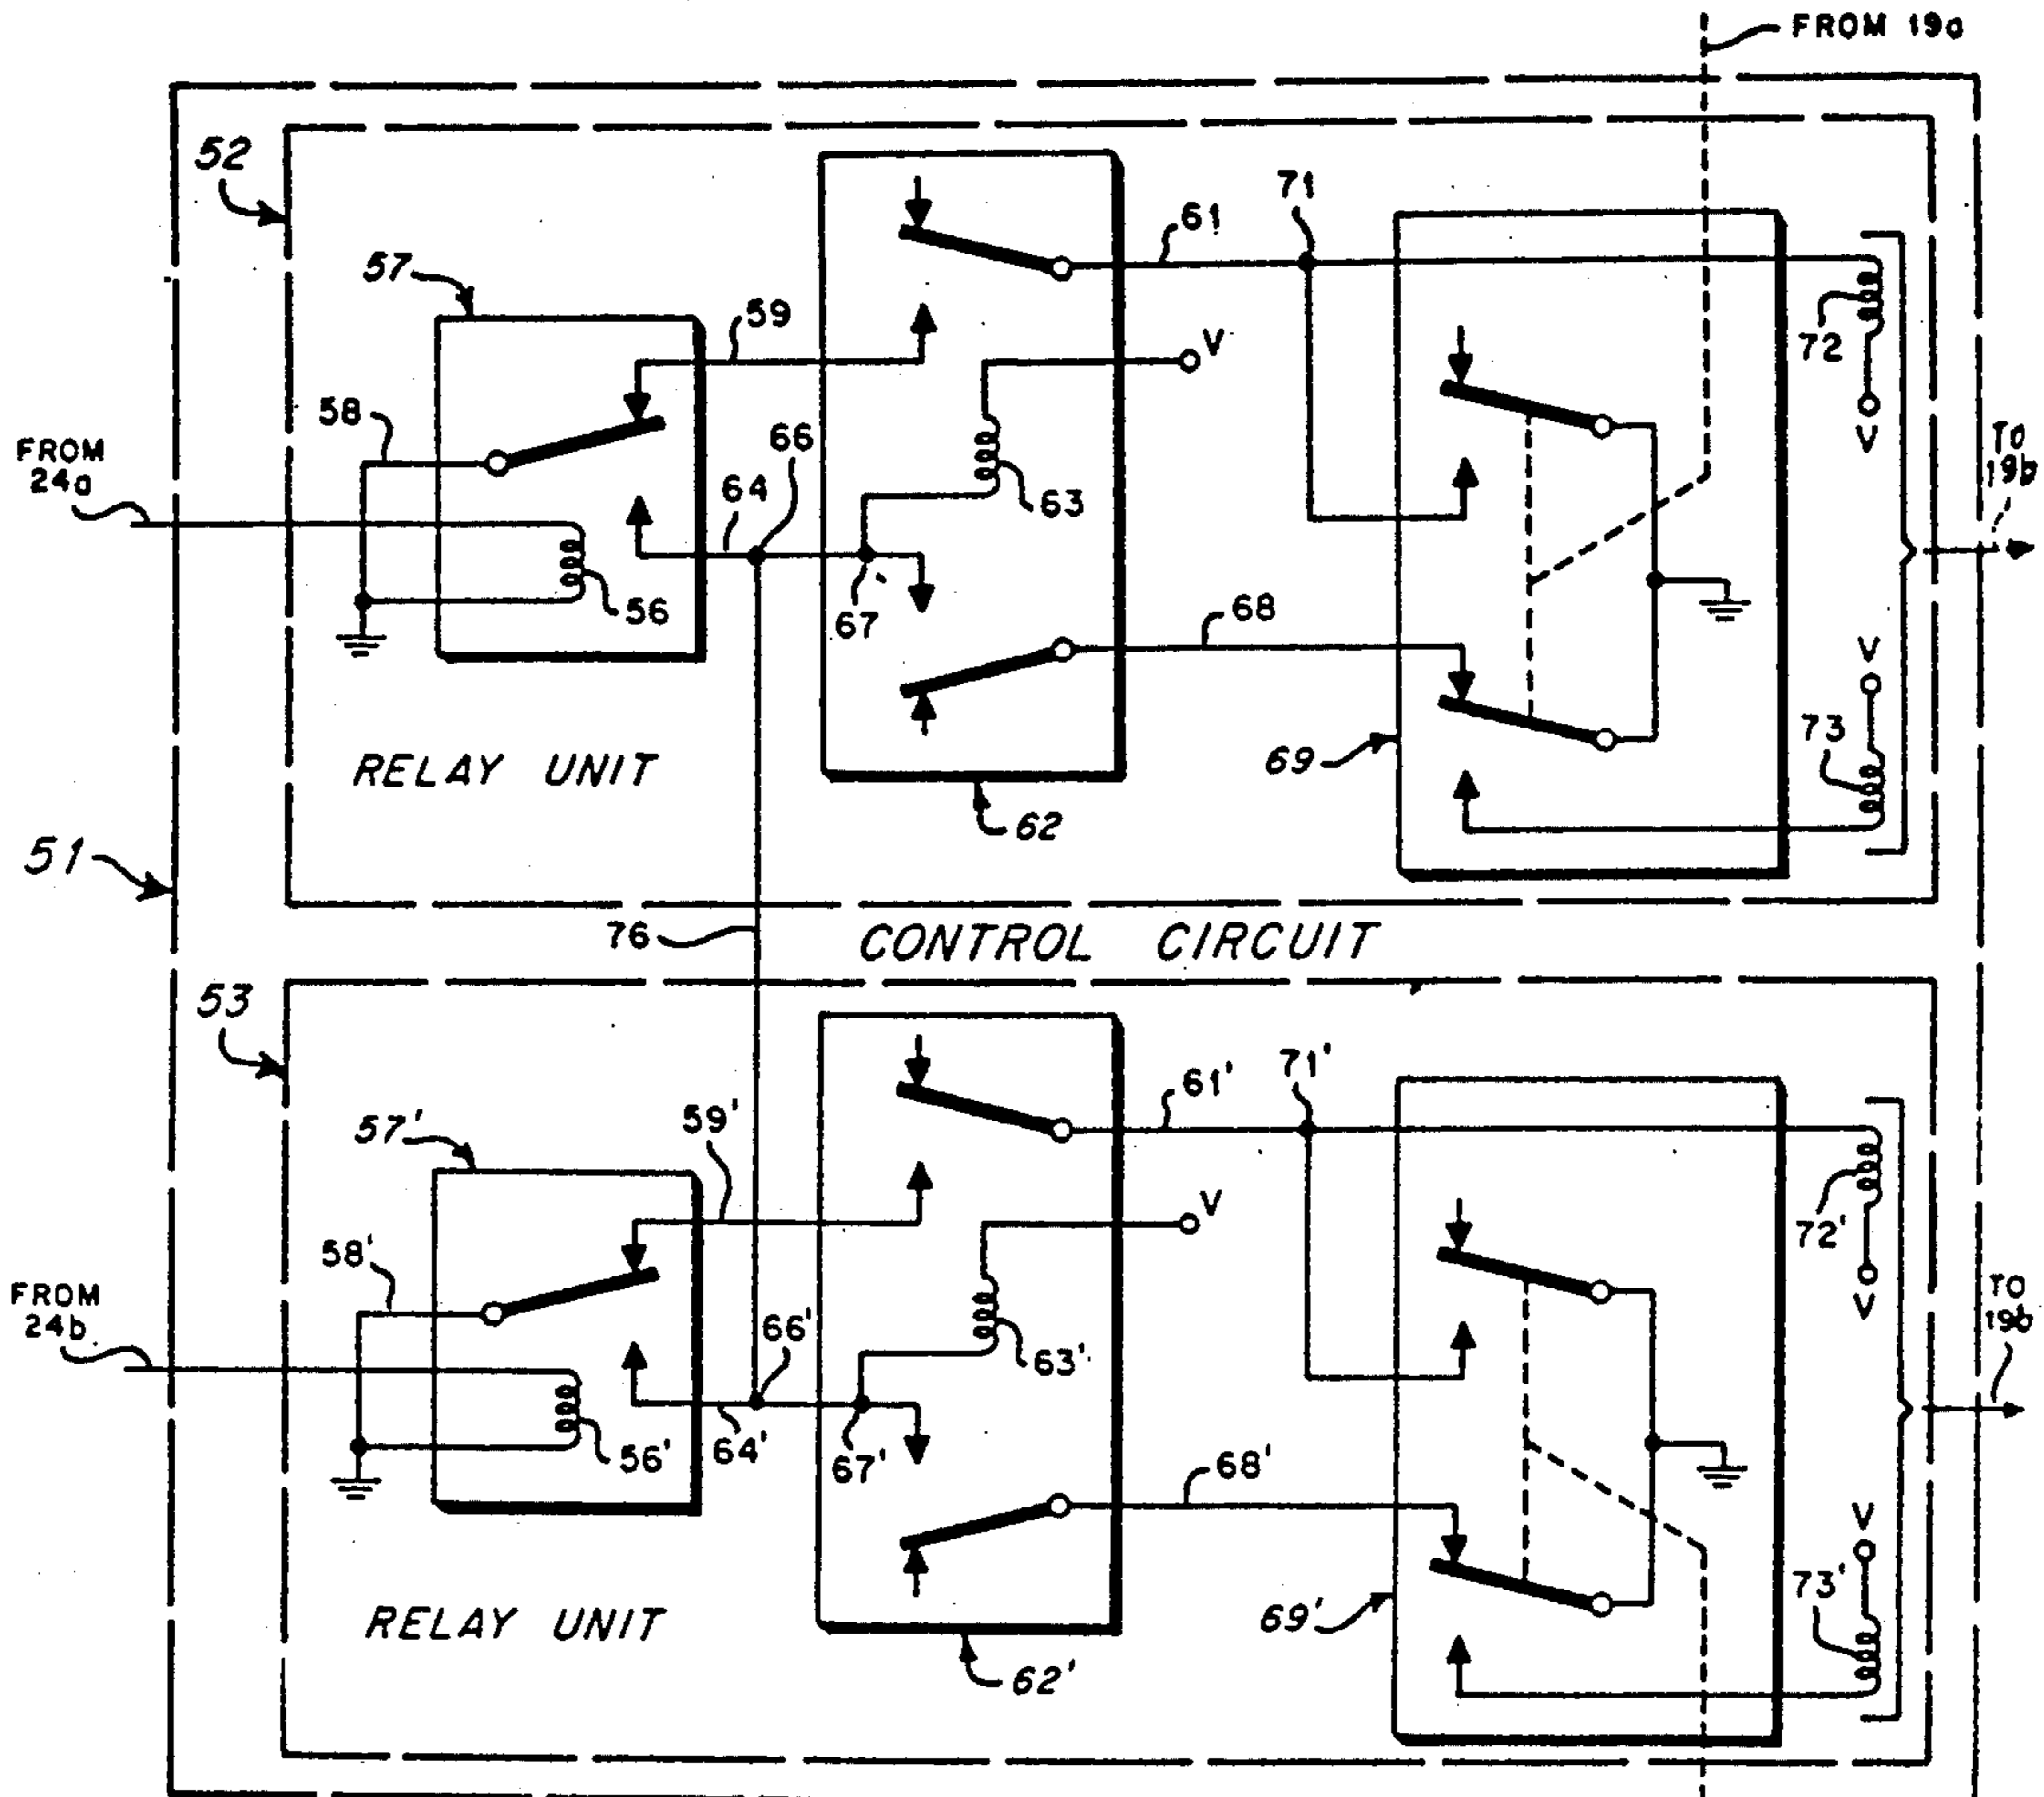 FROM 19a
52
71
61
57
59
V
72
58
66
V
FROM
24a
TO
19b
64
63
56
67
68
V
73
RELAY UNIT
69
62
51
76
CONTROL CIRCUIT
53
71'
61'
59'
57'
V
72'
58'
V
FROM
24b
TO
19b
66'
63'
56'
64'
67'
68'
V
73'
RELAY UNIT
69'
62'